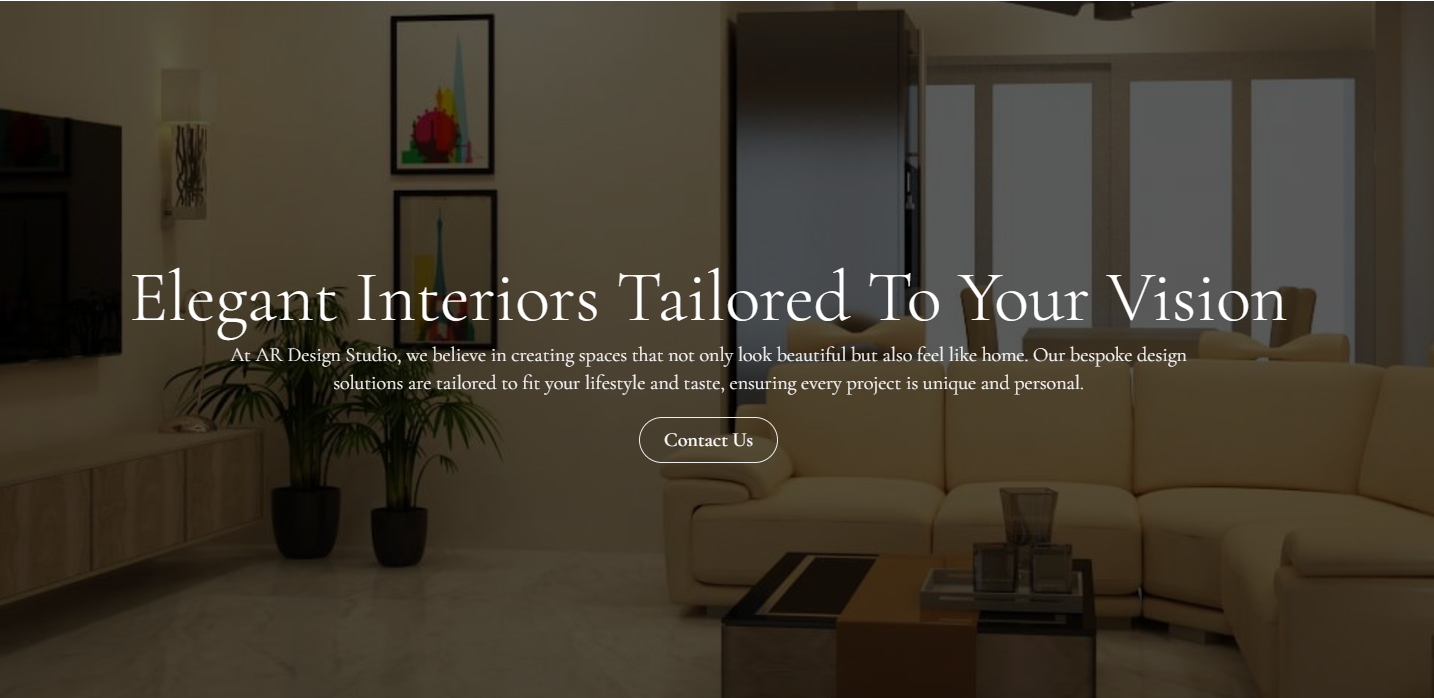 Elegant Interiors Tailored To Your Vision
At AR Design Studio, we believe in creating spaces that not only look beautiful but also feel like home. Our bespoke design
solutions are tailored to fit your lifestyle and taste, ensuring every project is unique and personal.
Contact Us